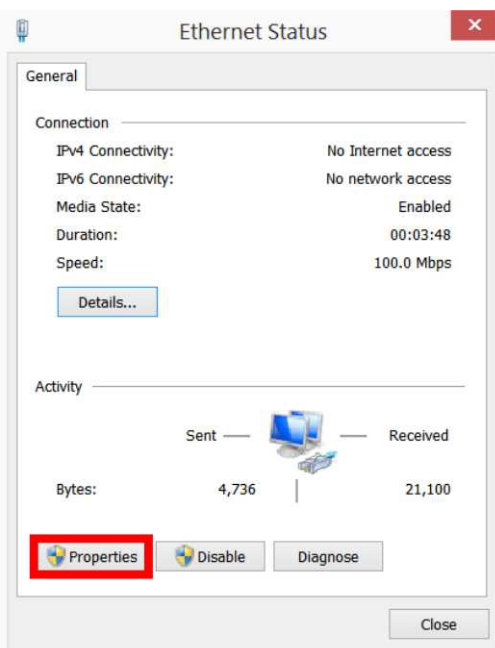 Ethernet Status
General
Connection
IPv4 Connectivity: No Internet access
IPv6 Connectivity: No network access
Media State: Enabled
Duration: 00:03:48
Speed: 100.0 Mbps
Details...
Activity
Sent Received
Bytes: 4,736 21,100
Properties Disable Diagnose
Close